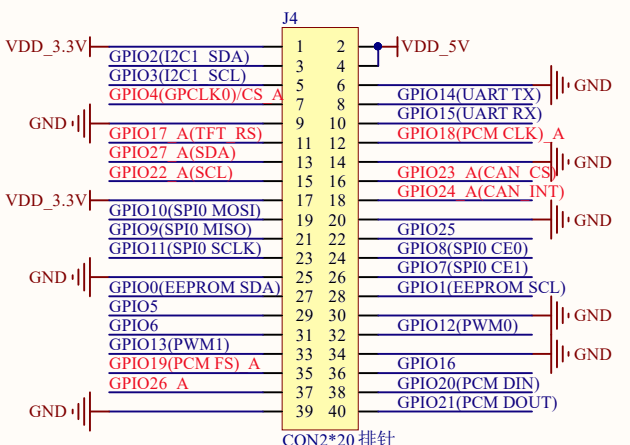 J4
VDD_3.3V 1 2 VDD_5V
GPIO2(I2C1_SDA) 3 4
GPIO3(I2C1_SCL) 5 6 GND
GPIO4(GPCLK0)/CS_A 7 8 GPIO14(UART TX)
GND 9 10 GPIO15(UART RX)
GPIO17_A(TFT_RS) 11 12 GPIO18(PCM CLK)_A
GPIO27_A(SDA) 13 14 GND
GPIO22_A(SCL) 15 16 GPIO23_A(CAN_CS)
VDD_3.3V 17 18 GPIO24_A(CAN_INT)
GPIO10(SPI0 MOSI) 19 20 GND
GPIO9(SPI0 MISO) 21 22 GPIO25
GPIO11(SPI0 SCLK) 23 24 GPIO8(SPI0 CE0)
GND 25 26 GPIO7(SPI0 CE1)
GPIO0(EEPROM SDA) 27 28 GPIO1(EEPROM SCL)
GPIO5 29 30 GND
GPIO6 31 32 GPIO12(PWM0)
GPIO13(PWM1) 33 34 GND
GPIO19(PCM FS)_A 35 36 GPIO16
GPIO26_A 37 38 GPIO20(PCM DIN)
GND 39 40 GPIO21(PCM DOUT)
CON2*20 排针